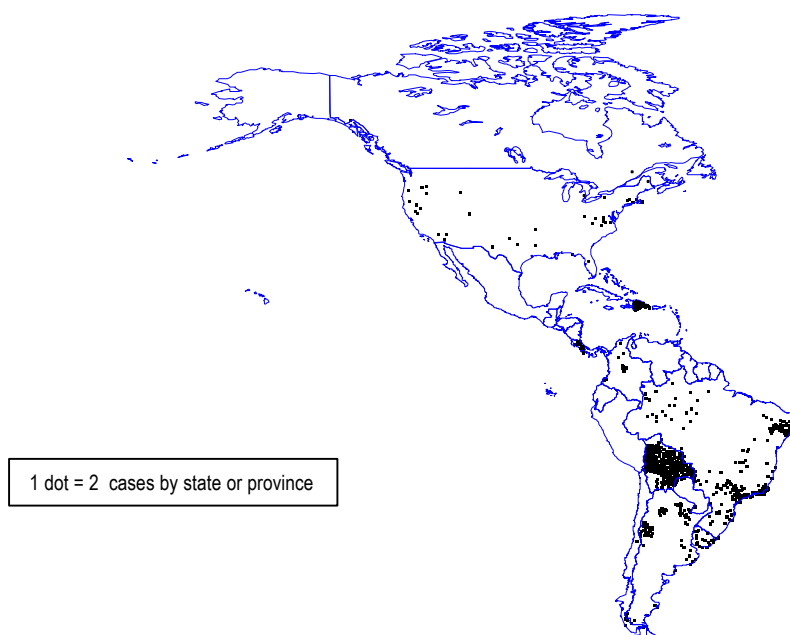 1 dot = 2 cases by state or province